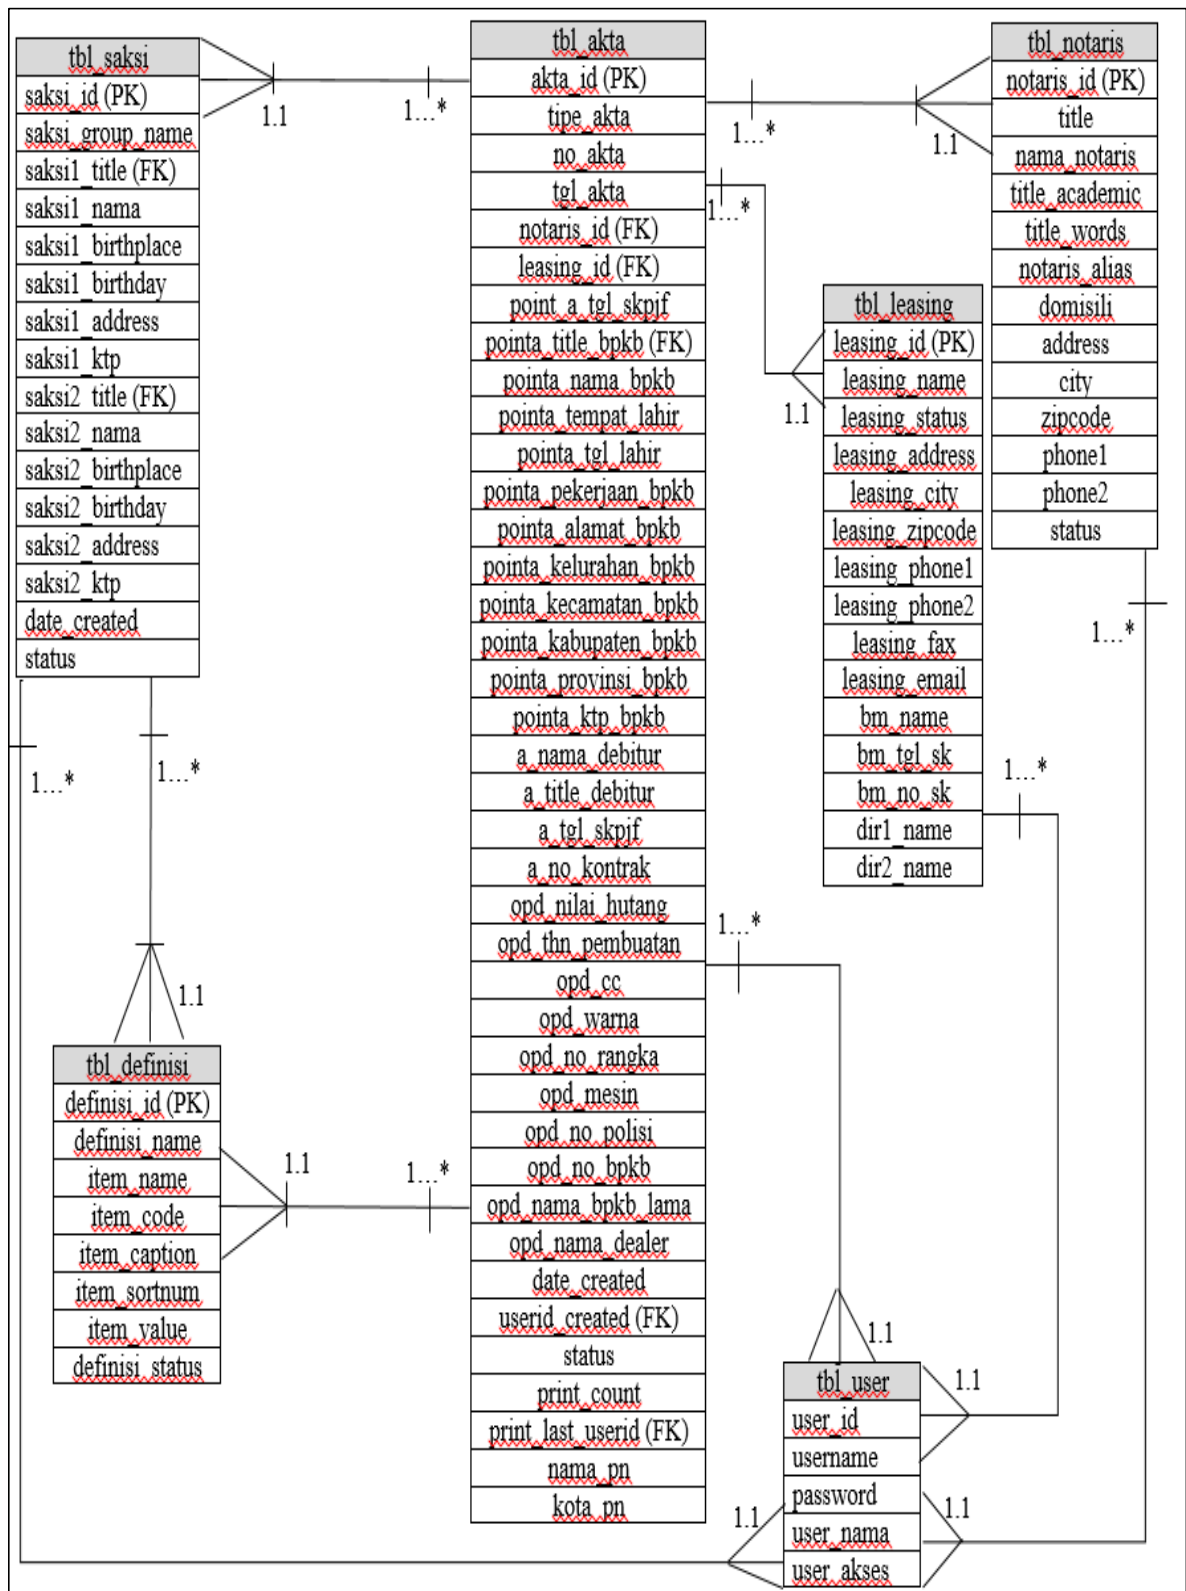 tbl_saksi
saksi_id (PK)
saksi_group_name
saksi1_title (FK)
saksi1_nama
saksi1_birthplace
saksi1_birthday
saksi1_address
saksi1_ktp
saksi2_title (FK)
saksi2_nama
saksi2_birthplace
saksi2_birthday
saksi2_address
saksi2_ktp
date_created
status
1.1
1...*
tbl_akta
akta_id (PK)
tipe_akta
no_akta
tgl_akta
notaris_id (FK)
leasing_id (FK)
point_a_tgl_skpjf
pointa_title_bpkb (FK)
pointa_nama_bpkb
pointa_tempat_lahir
pointa_tgl_lahir
pointa_pekerjaan_bpkb
pointa_alamat_bpkb
pointa_kelurahan_bpkb
pointa_kecamatan_bpkb
pointa_kabupaten_bpkb
pointa_provinsi_bpkb
pointa_ktp_bpkb
a_nama_debitur
a_title_debitur
a_tgl_skpjf
a_no_kontrak
opd_nilai_hutang
opd_thn_pembuatan
opd_cc
opd_warna
opd_no_rangka
opd_mesin
opd_no_polisi
opd_no_bpkb
opd_nama_bpkb_lama
opd_nama_dealer
date_created
userid_created (FK)
status
print_count
print_last_userid (FK)
nama_pn
kota_pn
1...*
1.1
1...*
1.1
tbl_notaris
notaris_id (PK)
title
nama_notaris
title_academic
title_words
notaris_alias
domisili
address
city
zipcode
phone1
phone2
status
1...*
tbl_leasing
leasing_id (PK)
leasing_name
leasing_status
leasing_address
leasing_city
leasing_zipcode
leasing_phone1
leasing_phone2
leasing_fax
leasing_email
bm_name
bm_tgl_sk
bm_no_sk
dir1_name
dir2_name
1...*
1...*
1...*
1...*
1.1
tbl_definisi
definisi_id (PK)
definisi_name
item_name
item_code
item_caption
item_sortnum
item_value
definisi_status
1.1
1...*
1.1
tbl_user
user_id
username
password
user_nama
user_akses
1.1
1.1
1.1